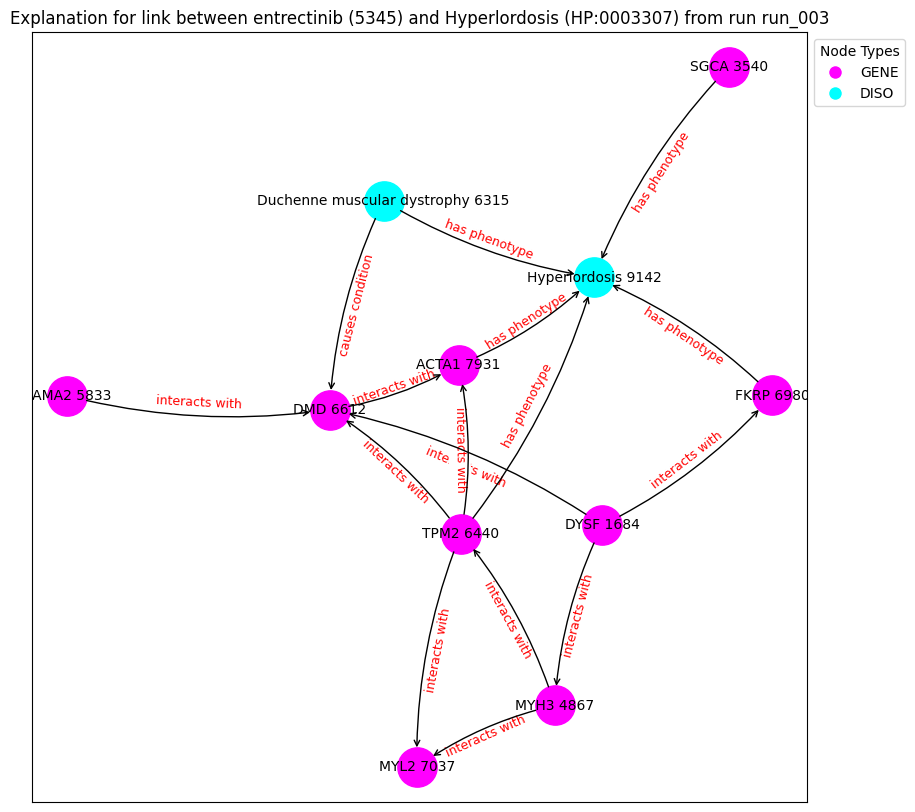 Explanation for link between entrectinib (5345) and Hyperlordosis (HP:0003307) from run run_003
Node Types
GENE
DISO
SGCA 3540
has phenotype
Duchenne muscular dystrophy 6315
has phenotype
Hyperlordosis 9142
causes condition
has phenotype
has phenotype
ACTA1 7931
interacts with
has phenotype
AMA2 5833
interacts with
DMD 6612
FKRP 6980
interacts with
interacts with
interacts with
TPM2 6440
DYSF 1684
interacts with
interacts with
interacts with
interacts with
MYH3 4867
interacts with
MYL2 7037